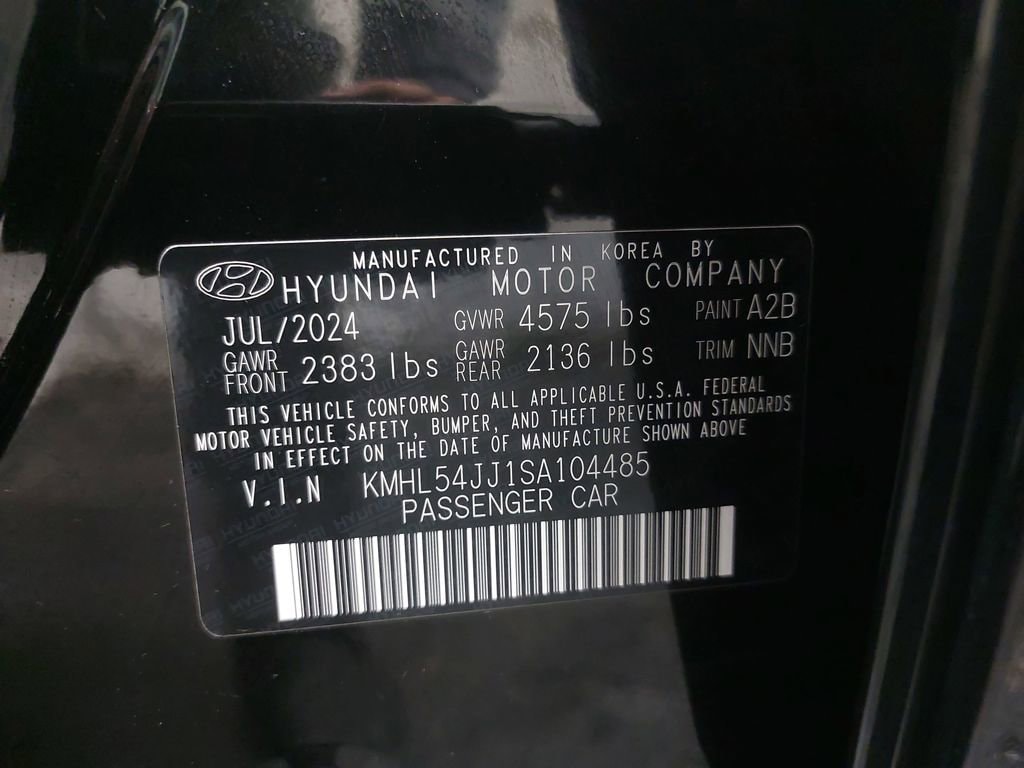 MANUFACTURED IN KOREA BY
HYUNDAI MOTOR COMPANY
JUL/2024 GVWR 4575 lbs PAINT A2B
GAWR FRONT 2383 lbs GAWR REAR 2136 lbs TRIM NNB
THIS VEHICLE CONFORMS TO ALL APPLICABLE U.S.A. FEDERAL
MOTOR VEHICLE SAFETY, BUMPER, AND THEFT PREVENTION STANDARDS
IN EFFECT ON THE DATE OF MANUFACTURE SHOWN ABOVE
V.I.N KMHL54JJ1SA104485
PASSENGER CAR